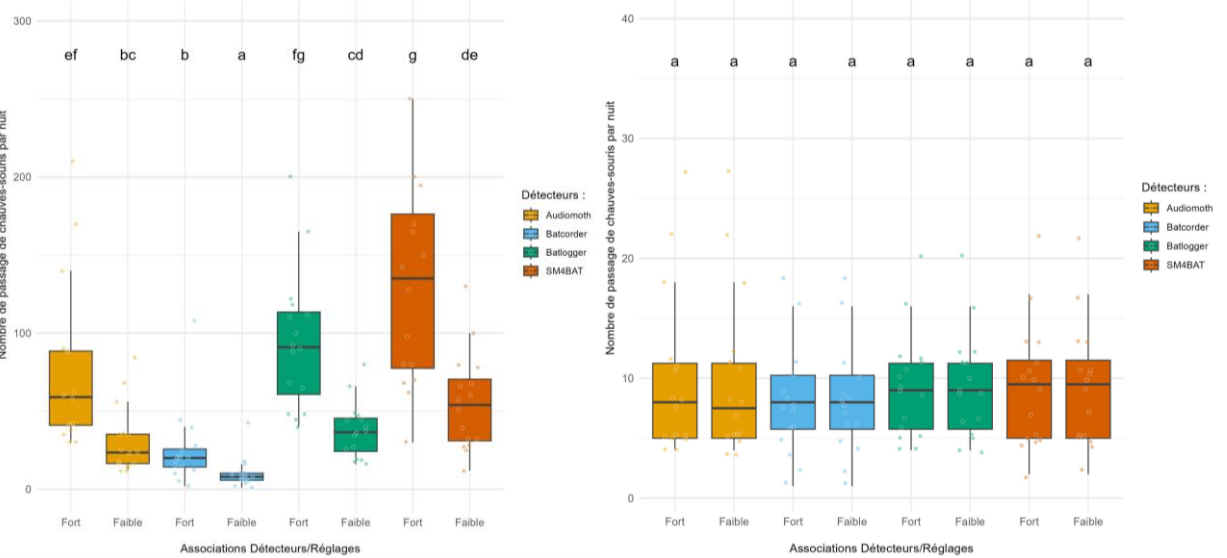 300
200
100
0
Nombre de passage de chauves-souris par nuit
ef bc b a fg cd g de
Fort Faible Fort Faible Fort Faible Fort Faible
Associations Détecteurs/Réglages
Détecteurs :
Audiomoth
Batcorder
Batlogger
SM4BAT
40
30
20
10
0
Nombre de passage de chauves-souris par nuit
a a a a a a a a
Fort Faible Fort Faible Fort Faible Fort Faible
Associations Détecteurs/Réglages
Détecteurs :
Audiomoth
Batcorder
Batlogger
SM4BAT